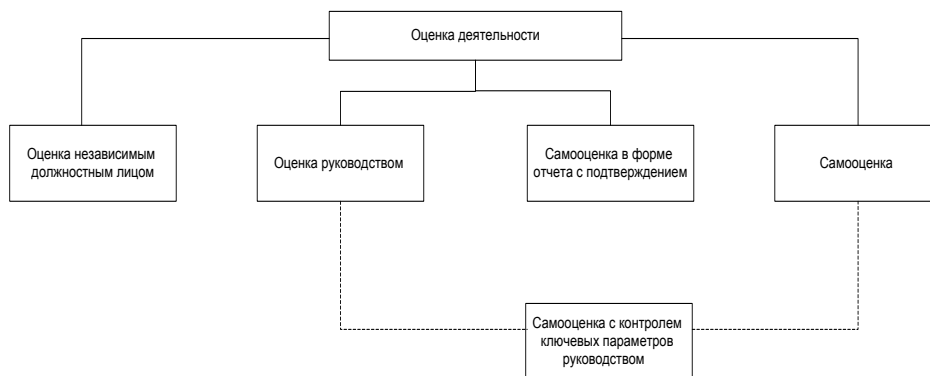 Оценка деятельности
Оценка независимым
должностным лицом
Оценка руководством
Самооценка в форме
отчета с подтверждением
Самооценка
Самооценка с контролем
ключевых параметров
руководством